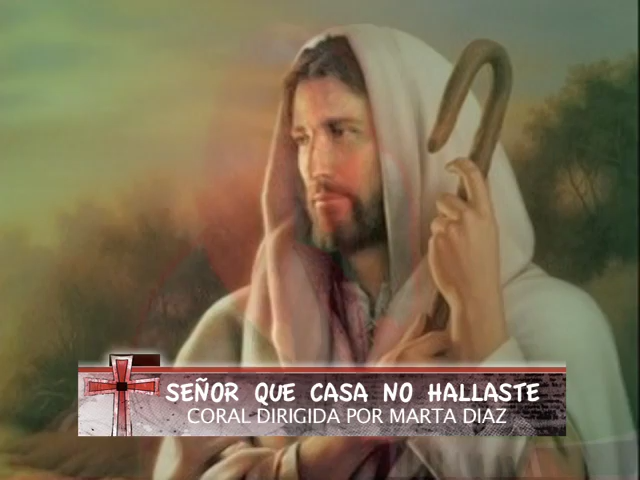 SEÑOR QUE CASA NO HALLASTE
CORAL DIRIGIDA POR MARTA DIAZ